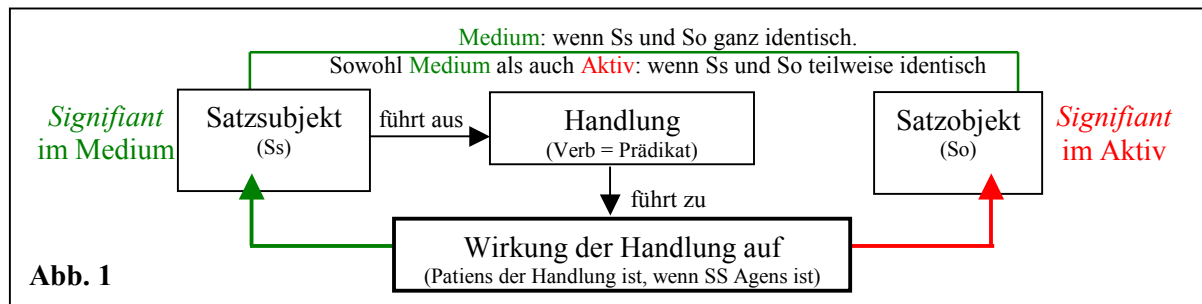 Medium: wenn Ss und So ganz identisch.
Sowohl Medium als auch Aktiv: wenn Ss und So teilweise identisch
Signifiant
im Medium
Satzsubjekt
(Ss)
führt aus
Handlung
(Verb = Prädikat)
Satzobjekt
(So)
Signifiant
im Aktiv
führt zu
Wirkung der Handlung auf
(Patiens der Handlung ist, wenn SS Agens ist)
Abb. 1